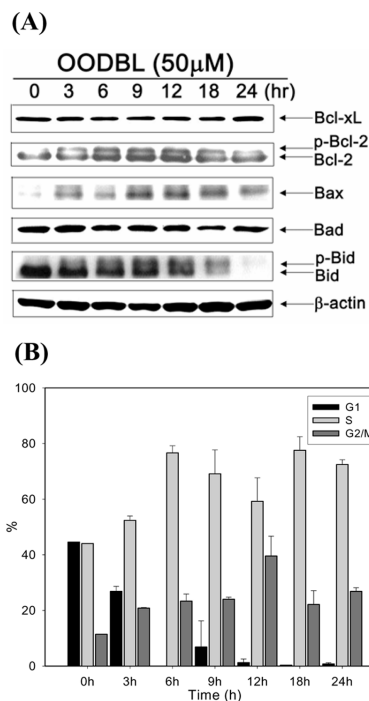 (A)
OODBL (50μM)
0 3 6 9 12 18 24 (hr)
Bcl-xL
p-Bcl-2
Bcl-2
Bax
Bad
p-Bid
Bid
β-actin
(B)
100
80
60
40
20
0
%
G1
S
G2/M
0h 3h 6h 9h 12h 18h 24h
Time (h)